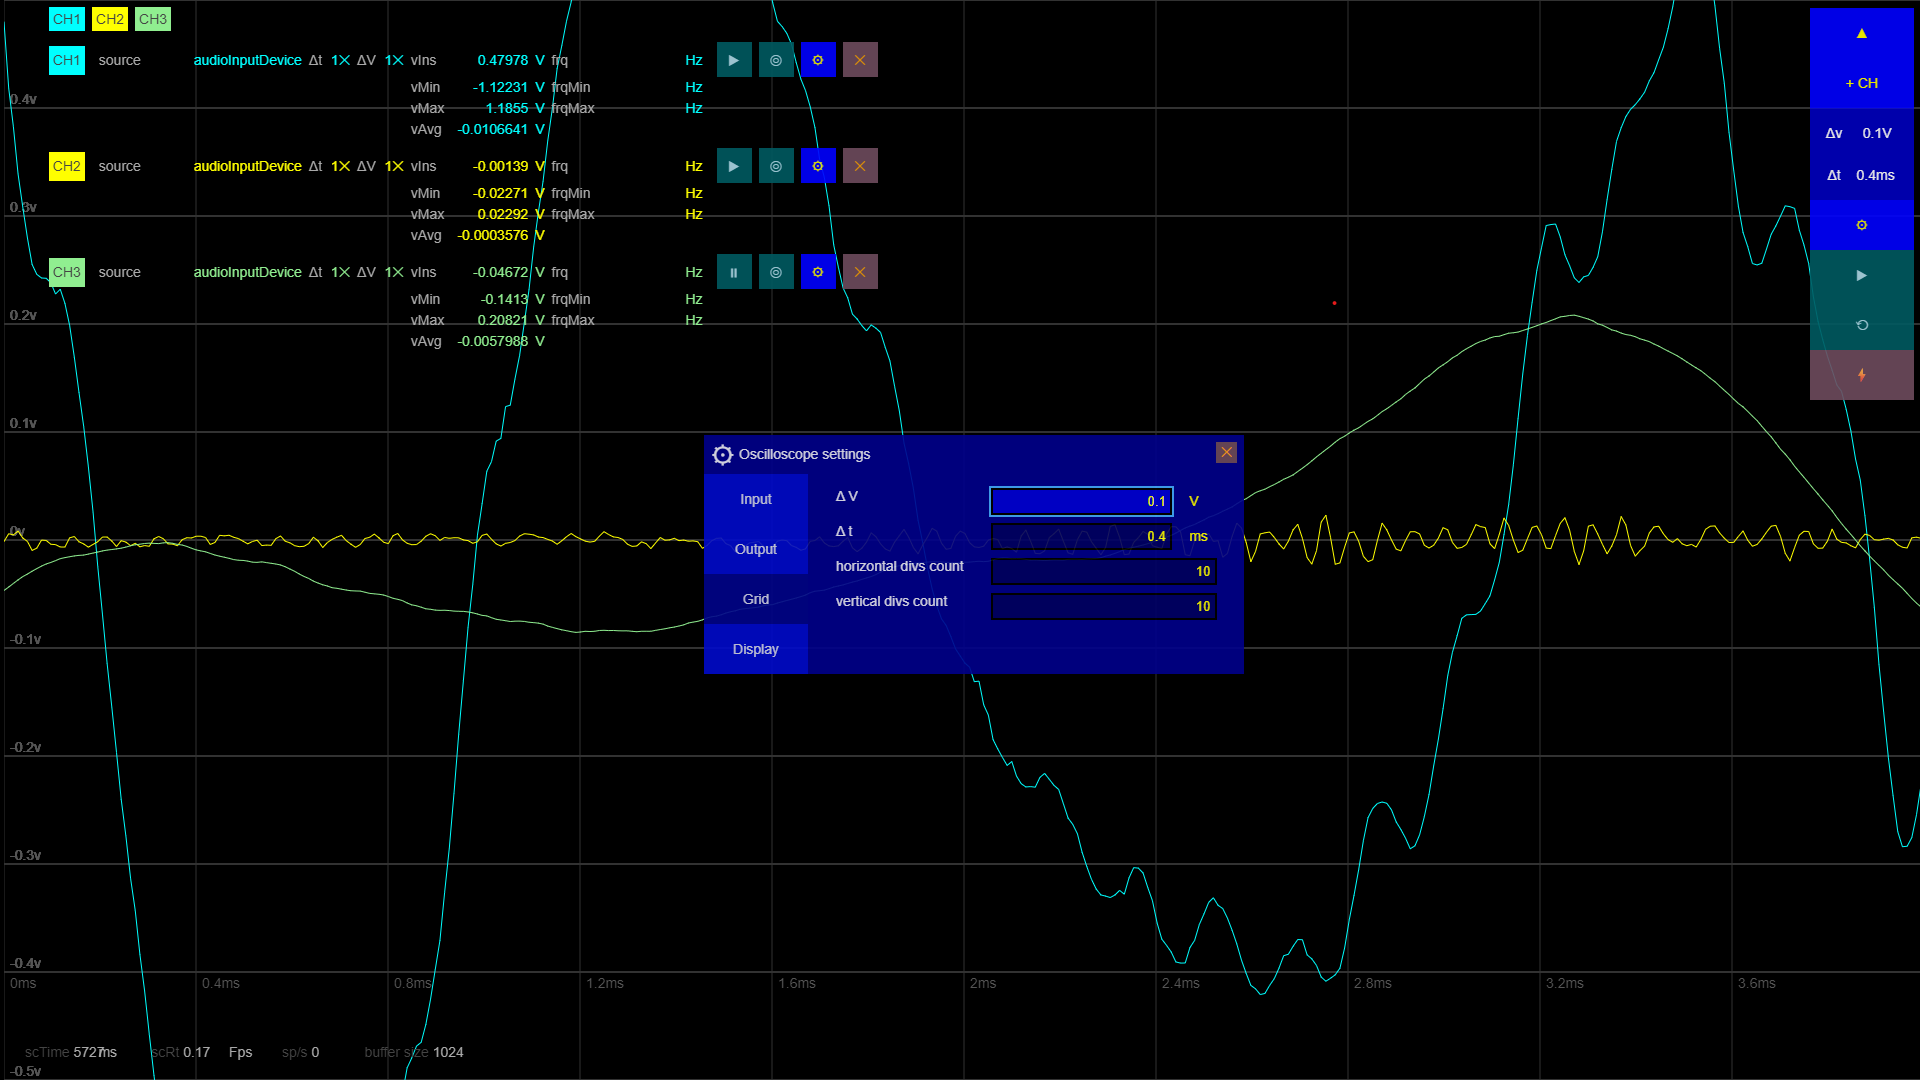 CH1 CH2 CH3
CH1 source audioInputDevice Δt 1X ΔV 1X vIns 0.47978 V frq Hz
vMin -1.12231 V frqMin Hz
vMax 1.1855 V frqMax Hz
vAvg -0.0106641 V
CH2 source audioInputDevice Δt 1X ΔV 1X vIns -0.00139 V frq Hz
vMin -0.02271 V frqMin Hz
vMax 0.02292 V frqMax Hz
vAvg -0.0003576 V
CH3 source audioInputDevice Δt 1X ΔV 1X vIns -0.04672 V frq Hz
vMin -0.1413 V frqMin Hz
vMax 0.20821 V frqMax Hz
vAvg -0.0057988 V
+ CH
Δv 0.1V
Δt 0.4ms
0.4v
0.3v
0.2v
0.1v
0v
-0.1v
-0.2v
-0.3v
-0.4v
-0.5v
Oscilloscope settings
Input
Output
Grid
Display
Δ V 0.1 V
Δ t 0.4 ms
horizontal divs count 10
vertical divs count 10
0ms 0.4ms 0.8ms 1.2ms 1.6ms 2ms 2.4ms 2.8ms 3.2ms 3.6ms
scTime 5727ms scRt 0.17 Fps sp/s 0 buffer size 1024